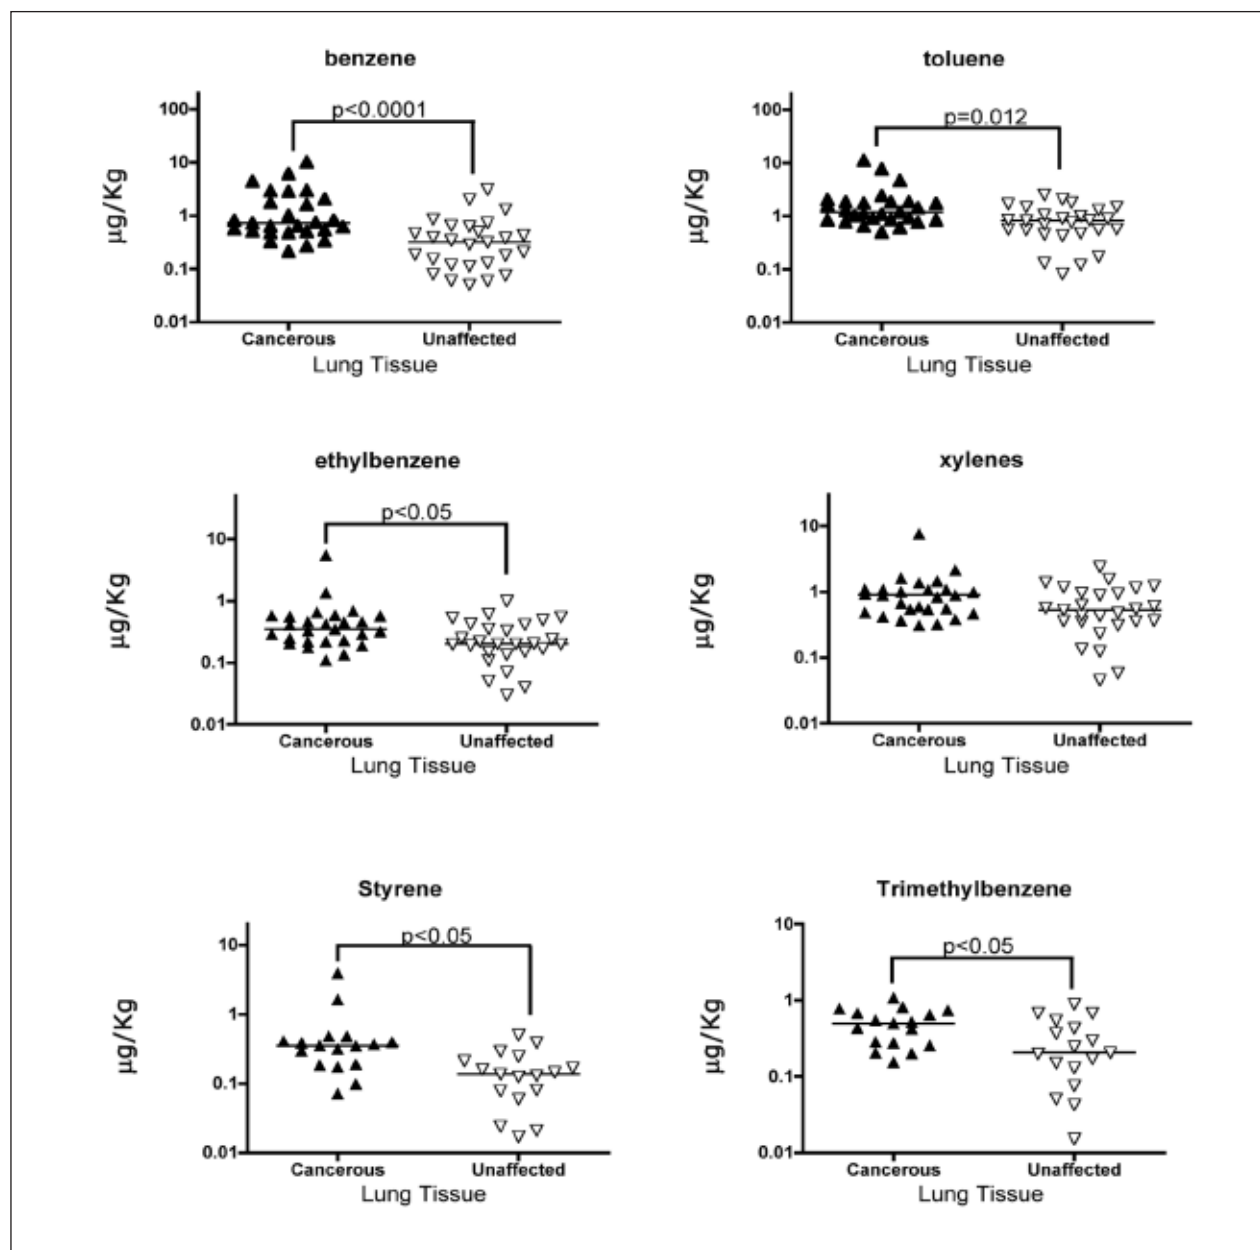 benzene
p<0.0001
100
10
1
0.1
0.01
µg/Kg
Cancerous Unaffected
Lung Tissue
toluene
p=0.012
100
10
1
0.1
0.01
µg/Kg
Cancerous Unaffected
Lung Tissue
ethylbenzene
p<0.05
10
1
0.1
0.01
µg/Kg
Cancerous Unaffected
Lung Tissue
xylenes
10
1
0.1
0.01
µg/Kg
Cancerous Unaffected
Lung Tissue
Styrene
p<0.05
10
1
0.1
0.01
µg/Kg
Cancerous Unaffected
Lung Tissue
Trimethylbenzene
p<0.05
10
1
0.1
0.01
µg/Kg
Cancerous Unaffected
Lung Tissue